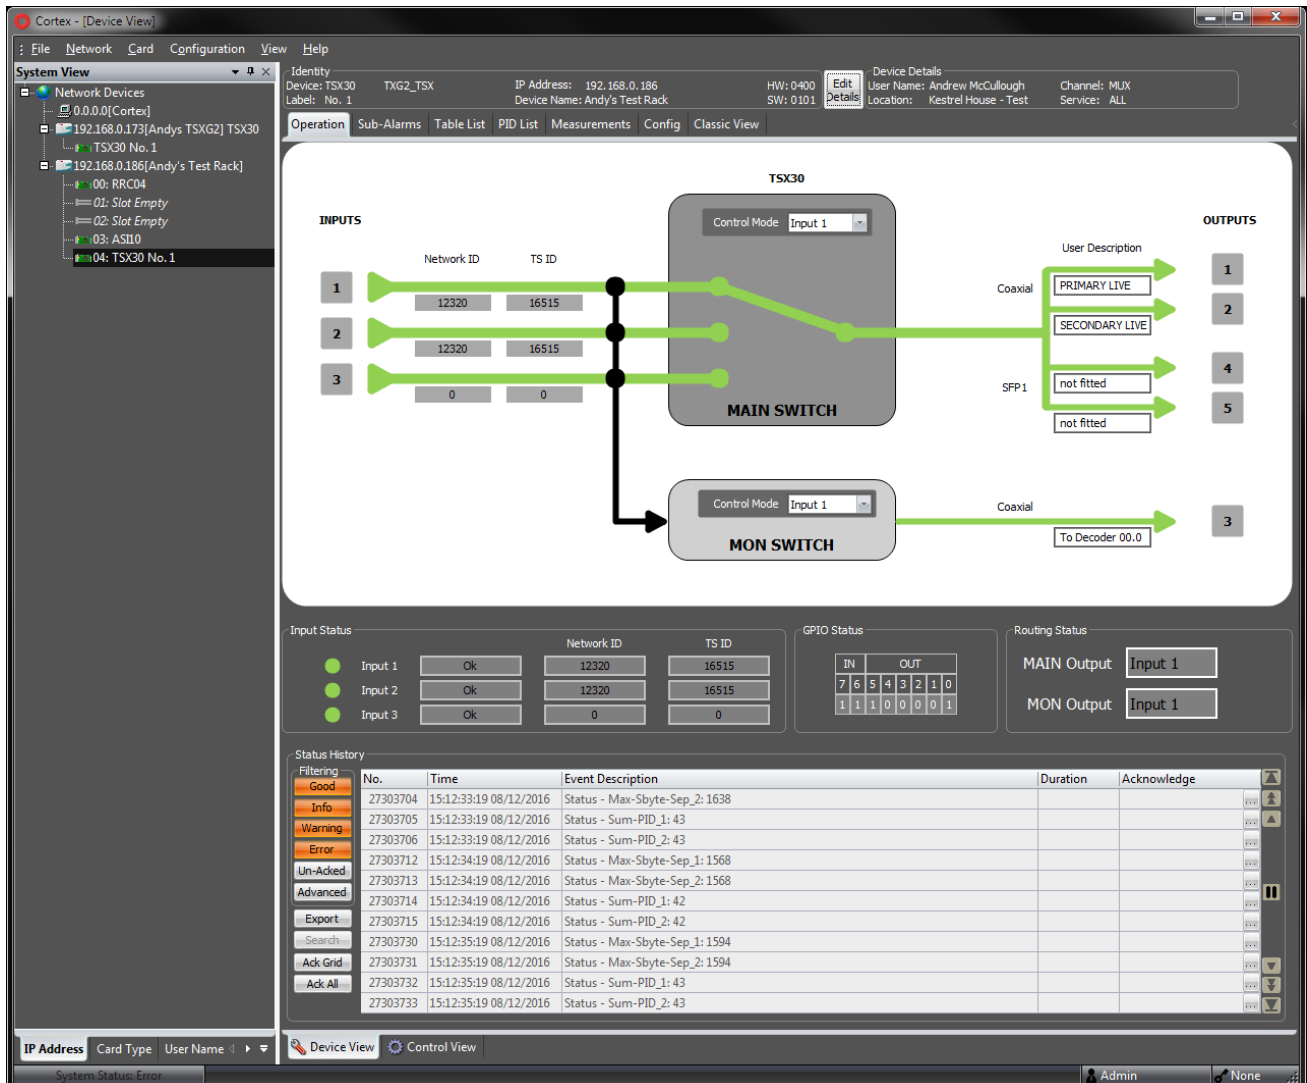 Cortex - [Device View]
File Network Card Configuration View Help
System View
Network Devices
0.0.0.0[Cortex]
192.168.0.173[Andys TSXG2] TSX30
TSX30 No. 1
192.168.0.186[Andy's Test Rack]
00: RRC04
01: Slot Empty
02: Slot Empty
03: ASI10
04: TSX30 No. 1
IP Address Card Type User Name
Identity
Device: TSX30 TXG2_TSX IP Address: 192.168.0.186 HW: 0400
Label: No. 1 Device Name: Andy's Test Rack SW: 0101
Edit
Details
Device Details
User Name: Andrew McCullough Channel: MUX
Location: Kestrel House - Test Service: ALL
Operation Sub-Alarms Table List PID List Measurements Config Classic View
TSX30
INPUTS
OUTPUTS
Control Mode Input 1
Network ID TS ID
User Description
1
12320 16515
2
12320 16515
3
0 0
MAIN SWITCH
Coaxial
PRIMARY LIVE
1
SECONDARY LIVE
2
SFP1
not fitted
4
not fitted
5
Control Mode Input 1
MON SWITCH
Coaxial
To Decoder 00.0
3
Input Status
Network ID TS ID
Input 1 Ok 12320 16515
Input 2 Ok 12320 16515
Input 3 Ok 0 0
GPIO Status
IN OUT
7 6 5 4 3 2 1 0
1 1 1 0 0 0 0 1
Routing Status
MAIN Output Input 1
MON Output Input 1
Status History
Filtering
Good
Info
Warning
Error
Un-Acked
Advanced
Export
Search
Ack Grid
Ack All
No. Time Event Description Duration Acknowledge
27303704 15:12:33:19 08/12/2016 Status - Max-Sbyte-Sep_2: 1638
27303705 15:12:33:19 08/12/2016 Status - Sum-PID_1: 43
27303706 15:12:33:19 08/12/2016 Status - Sum-PID_2: 43
27303712 15:12:34:19 08/12/2016 Status - Max-Sbyte-Sep_1: 1568
27303713 15:12:34:19 08/12/2016 Status - Max-Sbyte-Sep_2: 1568
27303714 15:12:34:19 08/12/2016 Status - Sum-PID_1: 42
27303715 15:12:34:19 08/12/2016 Status - Sum-PID_2: 42
27303730 15:12:35:19 08/12/2016 Status - Max-Sbyte-Sep_1: 1594
27303731 15:12:35:19 08/12/2016 Status - Max-Sbyte-Sep_2: 1594
27303732 15:12:35:19 08/12/2016 Status - Sum-PID_1: 43
27303733 15:12:35:19 08/12/2016 Status - Sum-PID_2: 43
Device View Control View
System Status: Error
Admin None